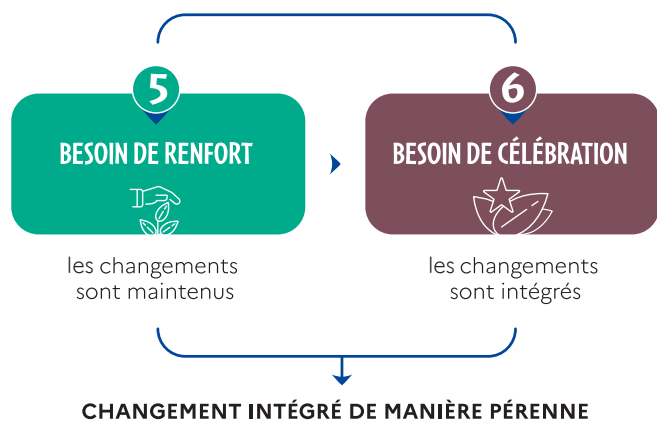 5
BESOIN DE RENFORT
les changements
sont maintenus
6
BESOIN DE CÉLÉBRATION
les changements
sont intégrés
CHANGEMENT INTÉGRÉ DE MANIÈRE PÉRENNE